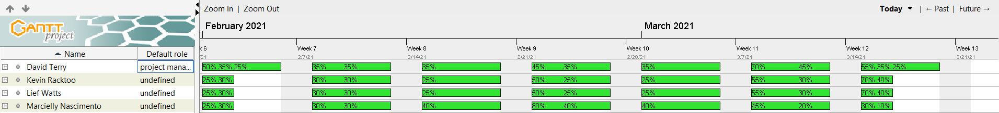 Zoom In | Zoom Out
Today | ← Past | Future →
GANTT
project
February 2021
March 2021
Name
Default role
k 6
Week 7
Week 8
Week 9
Week 10
Week 11
Week 12
Week 13
/21
2/7/21
2/14/21
2/21/21
2/28/21
3/7/21
3/14/21
3/21/21
David Terry project mana... 50% 35% 25% 35% 35% 35% 45% 35% 35% 70% 45% 55% 35% 25%
Kevin Racktoo undefined 25% 30% 30% 30% 25% 50% 25% 25% 55% 30% 70% 40%
Lief Watts undefined 25% 30% 30% 30% 25% 50% 25% 25% 55% 30% 70% 40%
Marcielly Nascimento undefined 25% 30% 30% 30% 40% 80% 40% 40% 45% 20% 30% 10%